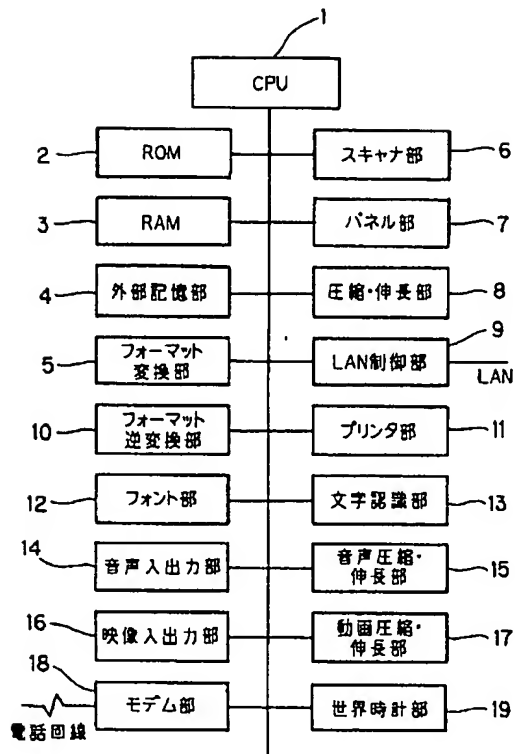 1
CPU
2
ROM
スキャナ部
6
3
RAM
パネル部
7
4
外部記憶部
圧縮・伸長部
8
5
フォーマット
変換部
LAN制御部
9
LAN
10
フォーマット
逆変換部
プリンタ部
11
12
フォント部
文字認識部
13
14
音声入出力部
音声圧縮・
伸長部
15
16
映像入出力部
動画圧縮・
伸長部
17
18
モデム部
世界時計部
19
電話回線